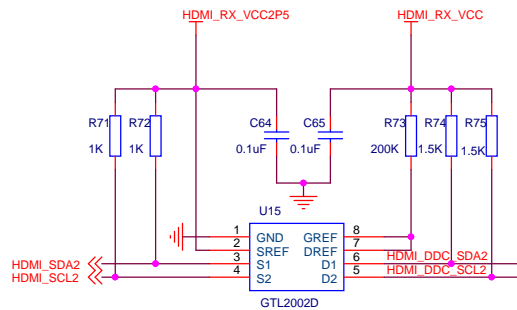 HDMI_RX_VCC2P5
HDMI_RX_VCC
R71
R72
C64
C65
R73
R74
R75
1K
1K
0.1uF
0.1uF
200K
1.5K
1.5K
U15
1
GND
GREF
8
2
SREF
DREF
7
HDMI_SDA2
3
S1
D1
6
HDMI_DDC_SDA2
HDMI_SCL2
4
S2
D2
5
HDMI_DDC_SCL2
GTL2002D